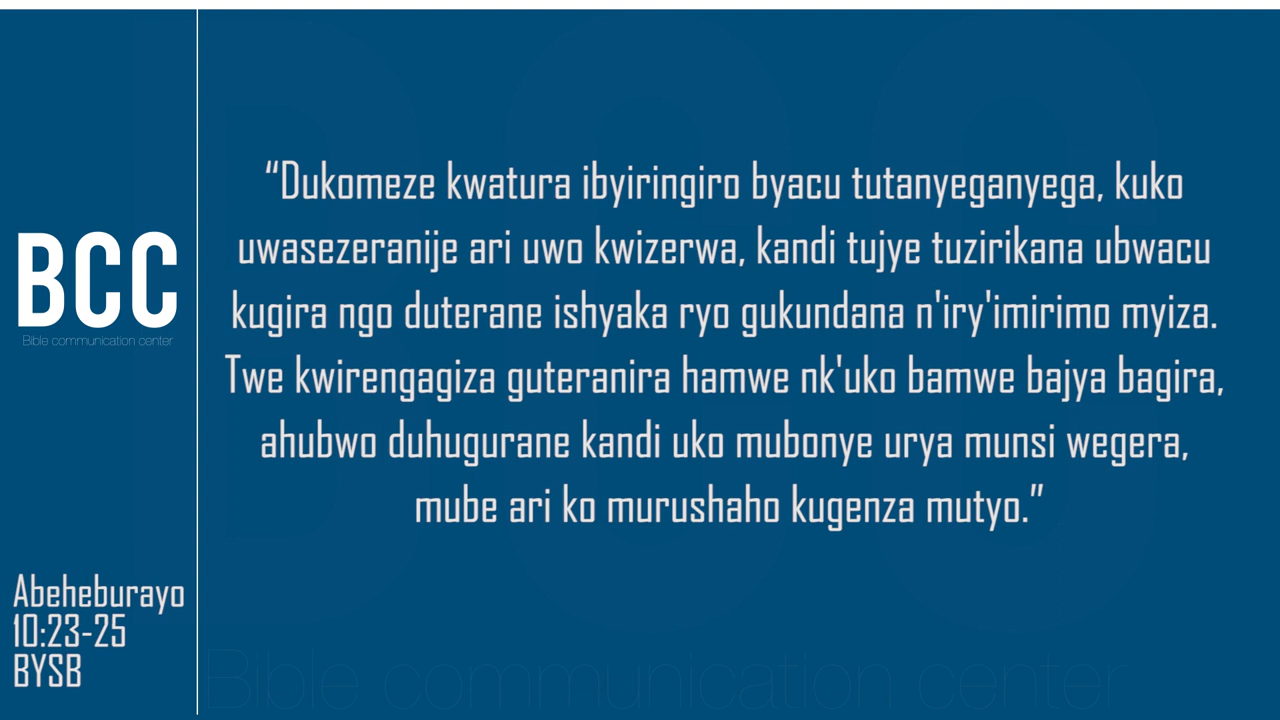 BCC
Bible communication center
Abeheburayo
10:23-25
BYSB
“Dukomeze kwatura ibyiringiro byacu tutanyeganyega, kuko
uwasezeranije ari uwo kwizerwa, kandi tujye tuzirikana ubwacu
kugira ngo duterane ishyaka ryo gukundana n'iry'imirimo myiza.
Twe kwirengagiza guteranira hamwe nk'uko bamwe bajya bagira,
ahubwo duhugurane kandi uko mubonye urya munsi wegera,
mube ari ko murushaho kugenza mutyo.”
BCC
Bible communication center